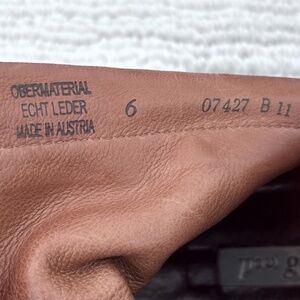 OBERMATERIAL
ECHT LEDER
MADE IN AUSTRIA
6
07427 B 11